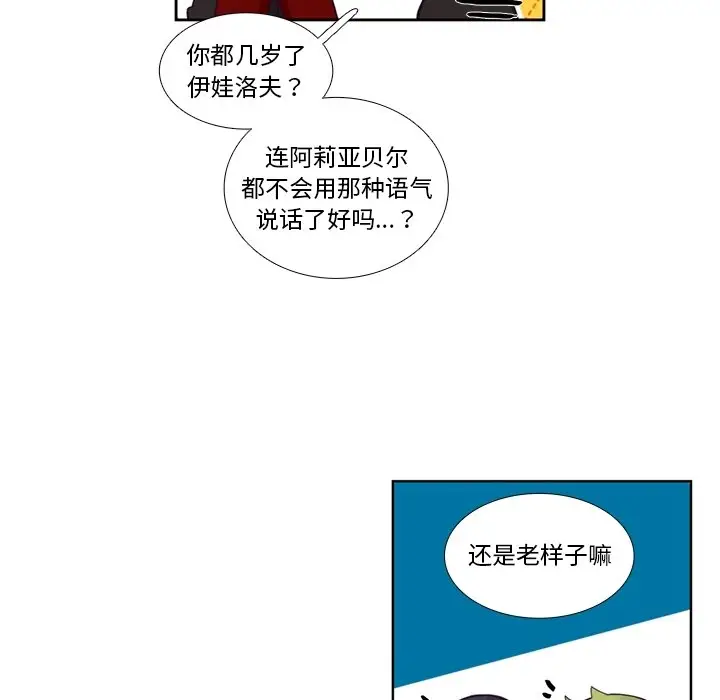 你都几岁了
伊娃洛夫？
连阿莉亚贝尔
都不会用那种语气
说话了好吗...？
还是老样子嘛